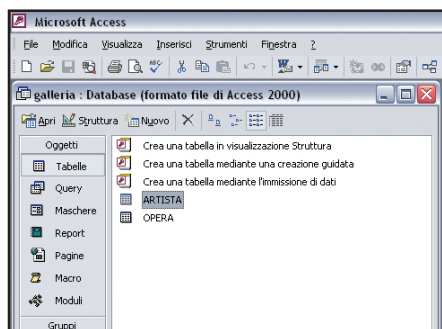 Microsoft Access
File Modifica Visualizza Inserisci Strumenti Finestra ?
galleria : Database (formato file di Access 2000)
Apri Struttura Nuovo
Oggetti
Tabelle
Query
Maschere
Report
Pagine
Macro
Moduli
Gruppi
Crea una tabella in visualizzazione Struttura
Crea una tabella mediante una creazione guidata
Crea una tabella mediante l'immissione di dati
ARTISTA
OPERA